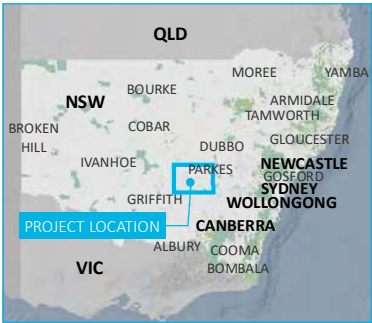 QLD
MOREE
YAMBA
BOURKE
NSW
ARMIDALE
TAMWORTH
BROKEN
HILL
COBAR
GLOUCESTER
DUBBO
IVANHOE
PARKES
NEWCASTLE
GOSFORD
SYDNEY
GRIFFITH
WOLLONGONG
PROJECT LOCATION
CANBERRA
ALBURY
COOMA
VIC
BOMBALA